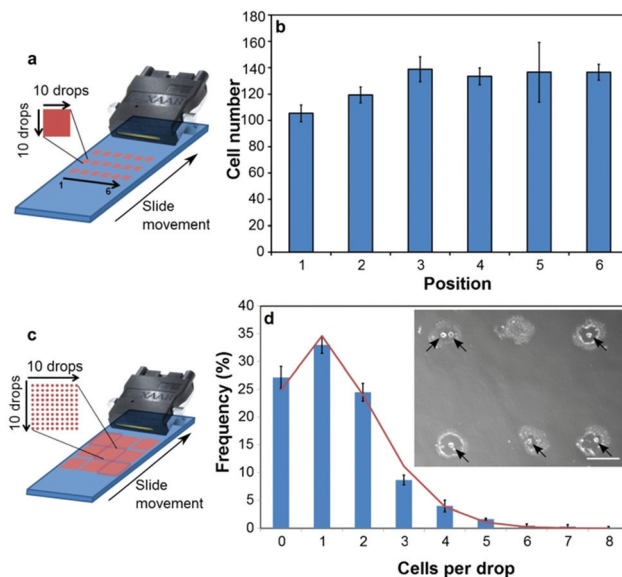 a
10 drops
10 drops
XAAR
1
6
Slide
movement
b
Cell number
180
160
140
120
100
80
60
40
20
0
1 2 3 4 5 6
Position
c
10 drops
10 drops
XAAR
Slide
movement
d
Frequency (%)
40
35
30
25
20
15
10
5
0
0 1 2 3 4 5 6 7 8
Cells per drop